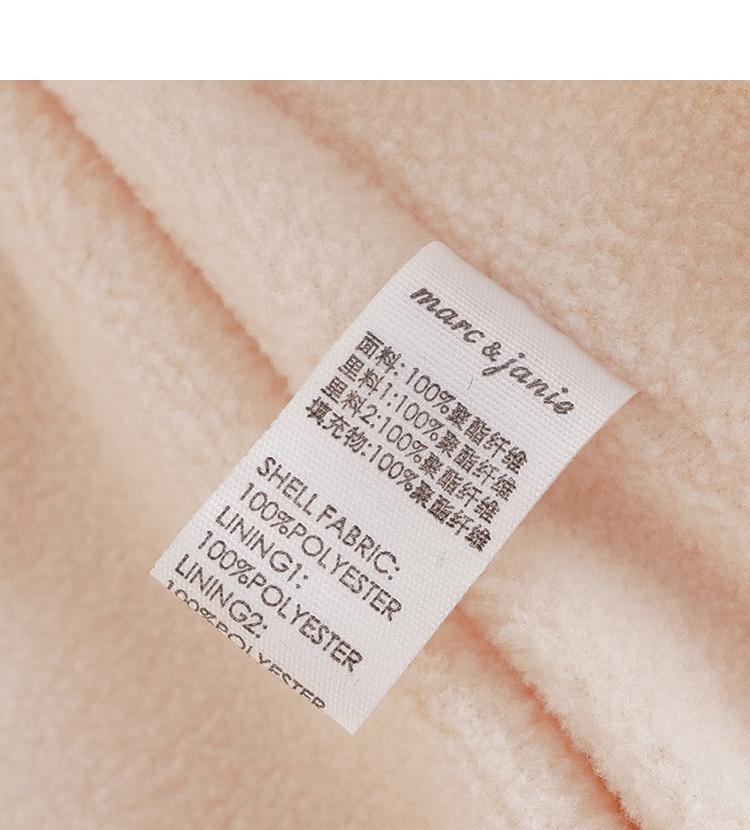 marc & janie
面料: 100%聚酯纤维
里料1:100%聚酯纤维
里料2:100%聚酯纤维
填充物:100%聚酯纤维
SHELL FABRIC:
100%POLYESTER
LINING1:
100%POLYESTER
LINING2:
100%POLYESTER